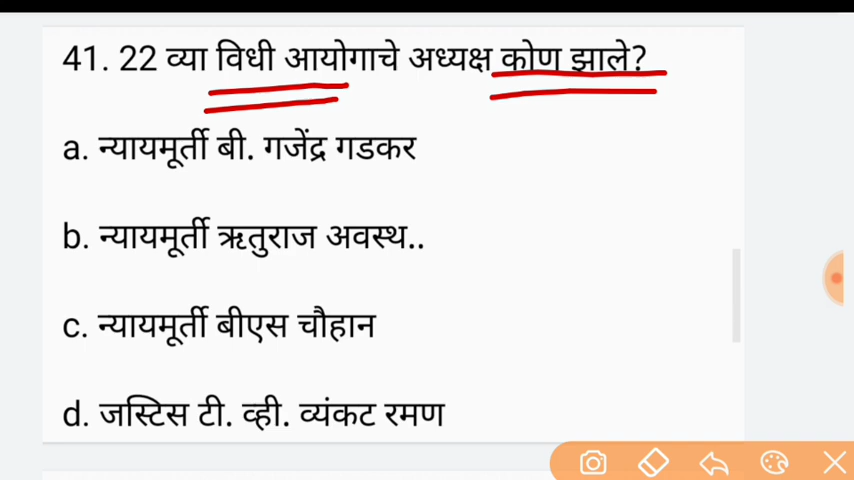 41. 22 व्या विधी आयोगाचे अध्यक्ष कोण झाले?
a. न्यायमूर्ती बी. गजेंद्र गडकर
b. न्यायमूर्ती ऋतुराज अवस्थ..
c. न्यायमूर्ती बीएस चौहान
d. जस्टिस टी. व्ही. व्यंकट रमण